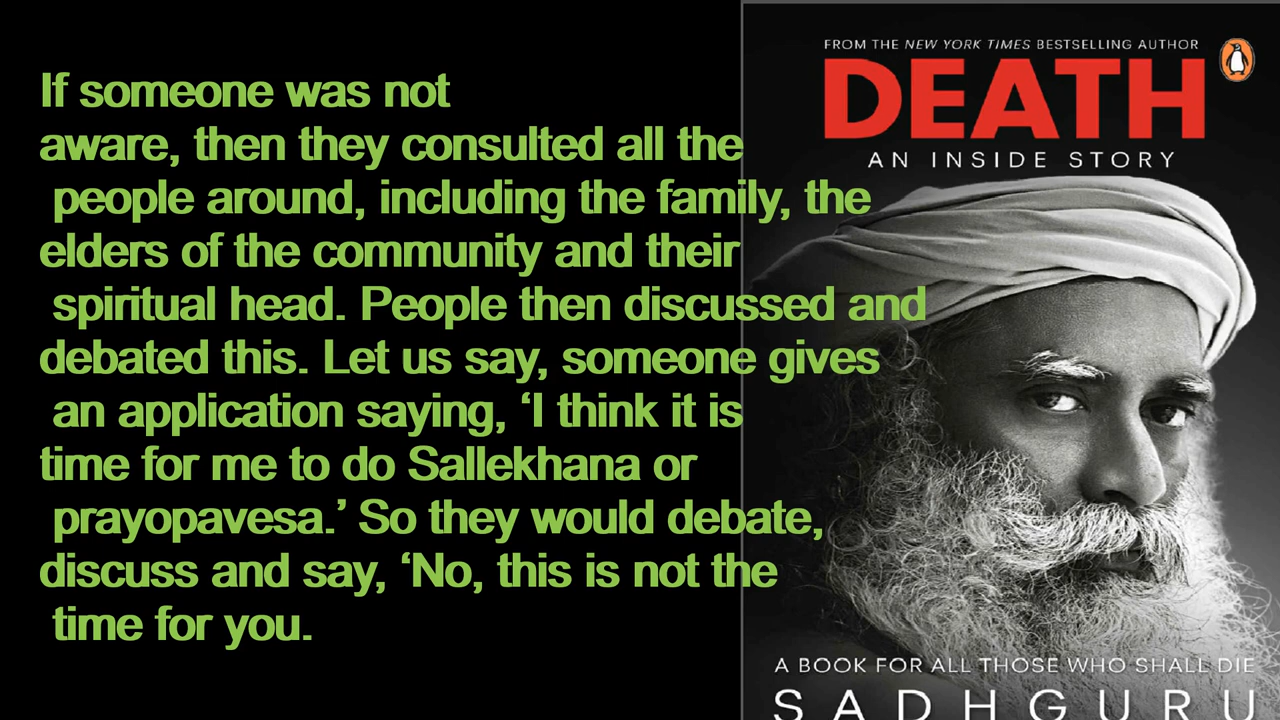 If someone was not
aware, then they consulted all the
people around, including the family, the
elders of the community and their
spiritual head. People then discussed and
debated this. Let us say, someone gives
an application saying, ‘I think it is
time for me to do Sallekhana or
prayopavesa.’ So they would debate,
discuss and say, ‘No, this is not the
time for you.
FROM THE NEW YORK TIMES BESTSELLING AUTHOR
DEATH
AN INSIDE STORY
A BOOK FOR ALL THOSE WHO SHALL DIE
SADHGURU